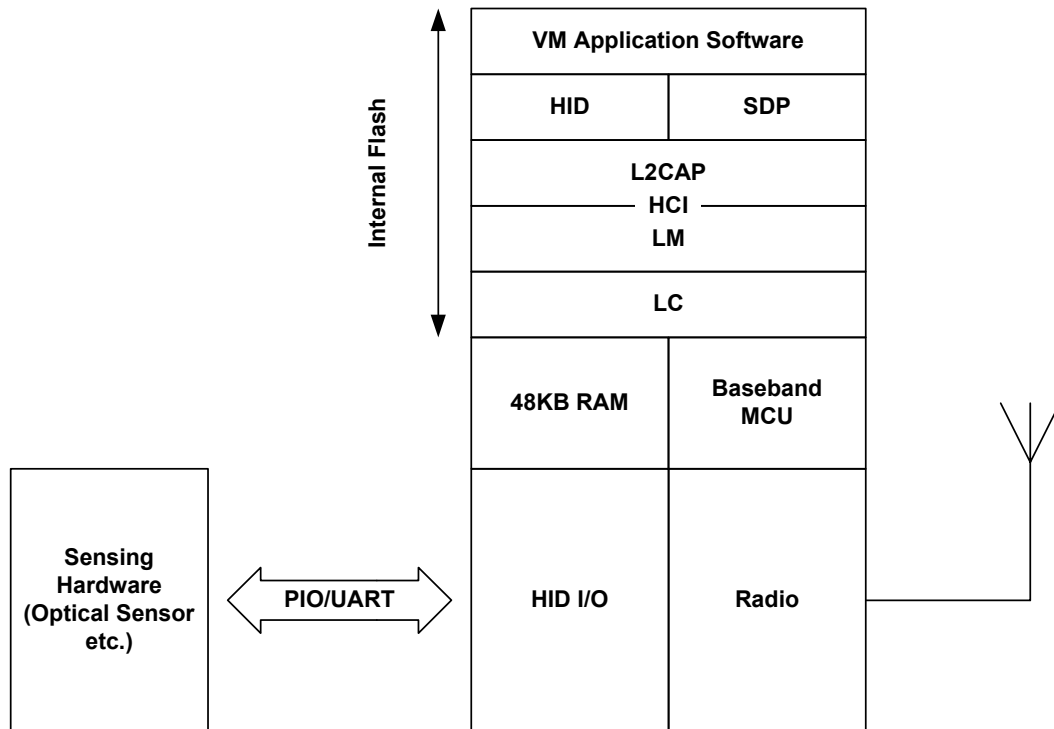 VM Application Software
HID
SDP
Internal Flash
L2CAP
HCI
LM
LC
48KB RAM
Baseband
MCU
Sensing
Hardware
(Optical Sensor
etc.)
PIO/UART
HID I/O
Radio